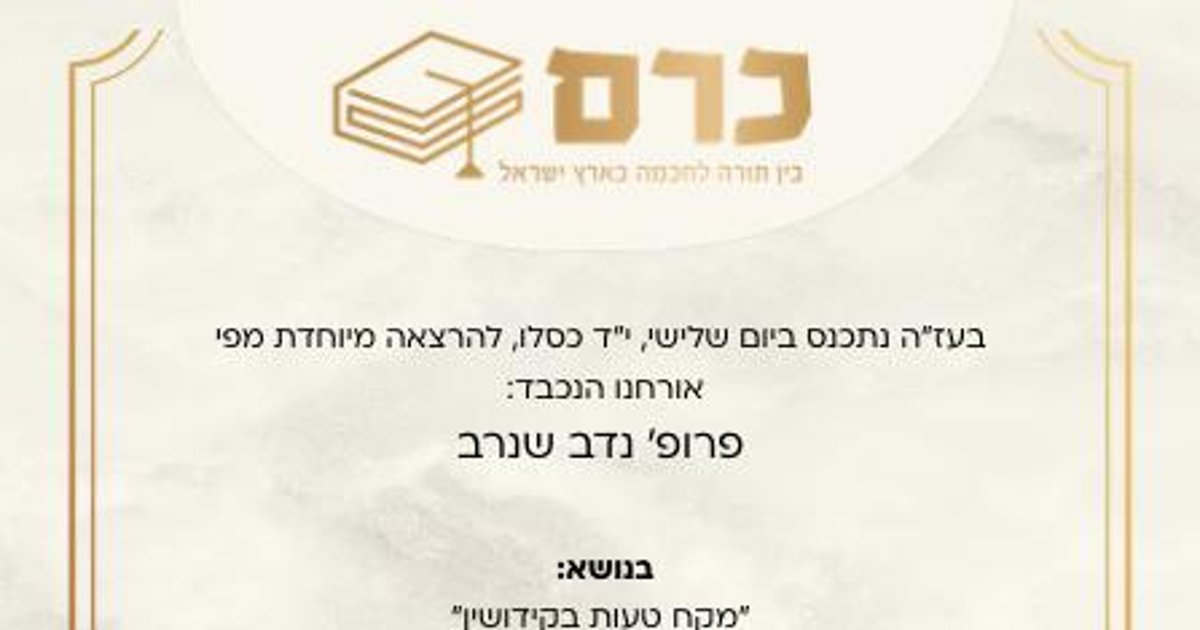 כרם
בין תורה לחכמה בארץ ישראל
בעז"ה נתכנס ביום שלישי, י"ד כסלו, להרצאה מיוחדת מפי
אורחנו הנכבד:
פרופ' נדב שנרב
בנושא:
"מקח טעות בקידושין"